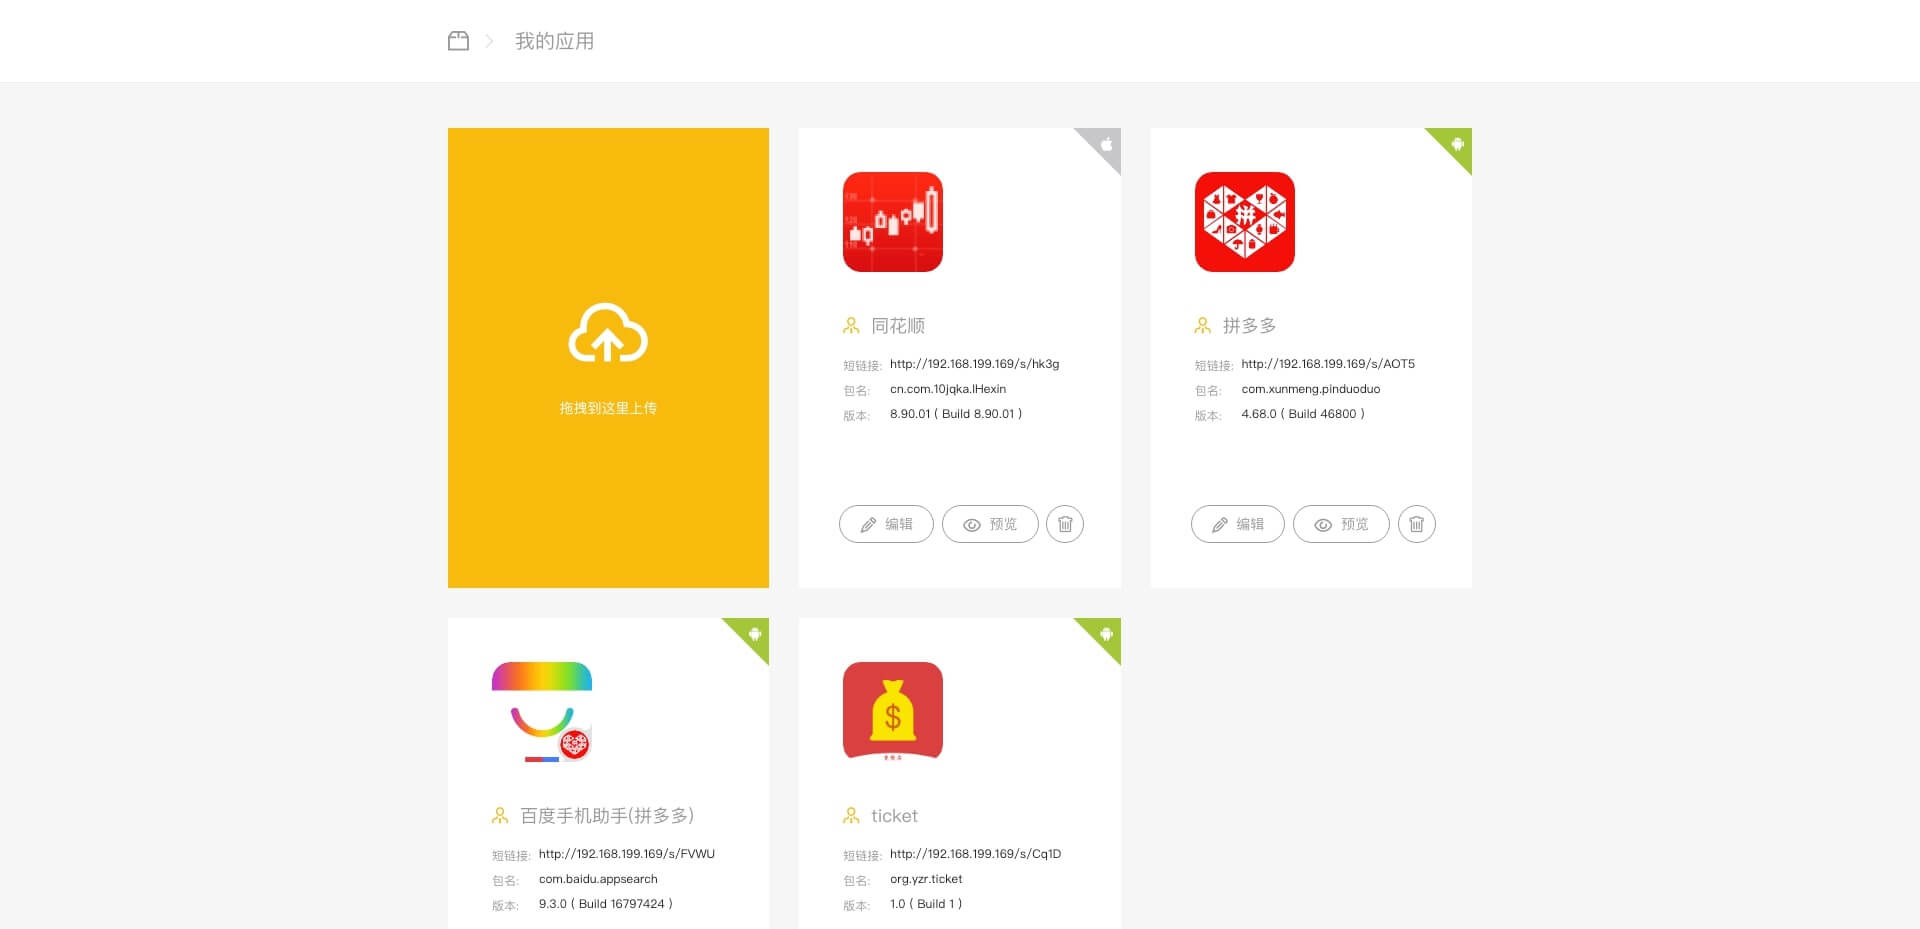 我的应用
拖拽到这里上传
同花顺
短链接: http://192.168.199.169/s/hk3g
包名: cn.com.10jqka.IHexin
版本: 8.90.01 ( Build 8.90.01 )
编辑 预览
拼
拼多多
短链接: http://192.168.199.169/s/AOT5
包名: com.xunmeng.pinduoduo
版本: 4.68.0 ( Build 46800 )
编辑 预览
百度手机助手(拼多多)
短链接: http://192.168.199.169/s/FVWU
包名: com.baidu.appsearch
版本: 9.3.0 ( Build 16797424 )
$
ticket
短链接: http://192.168.199.169/s/Cq1D
包名: org.yzr.ticket
版本: 1.0 ( Build 1 )